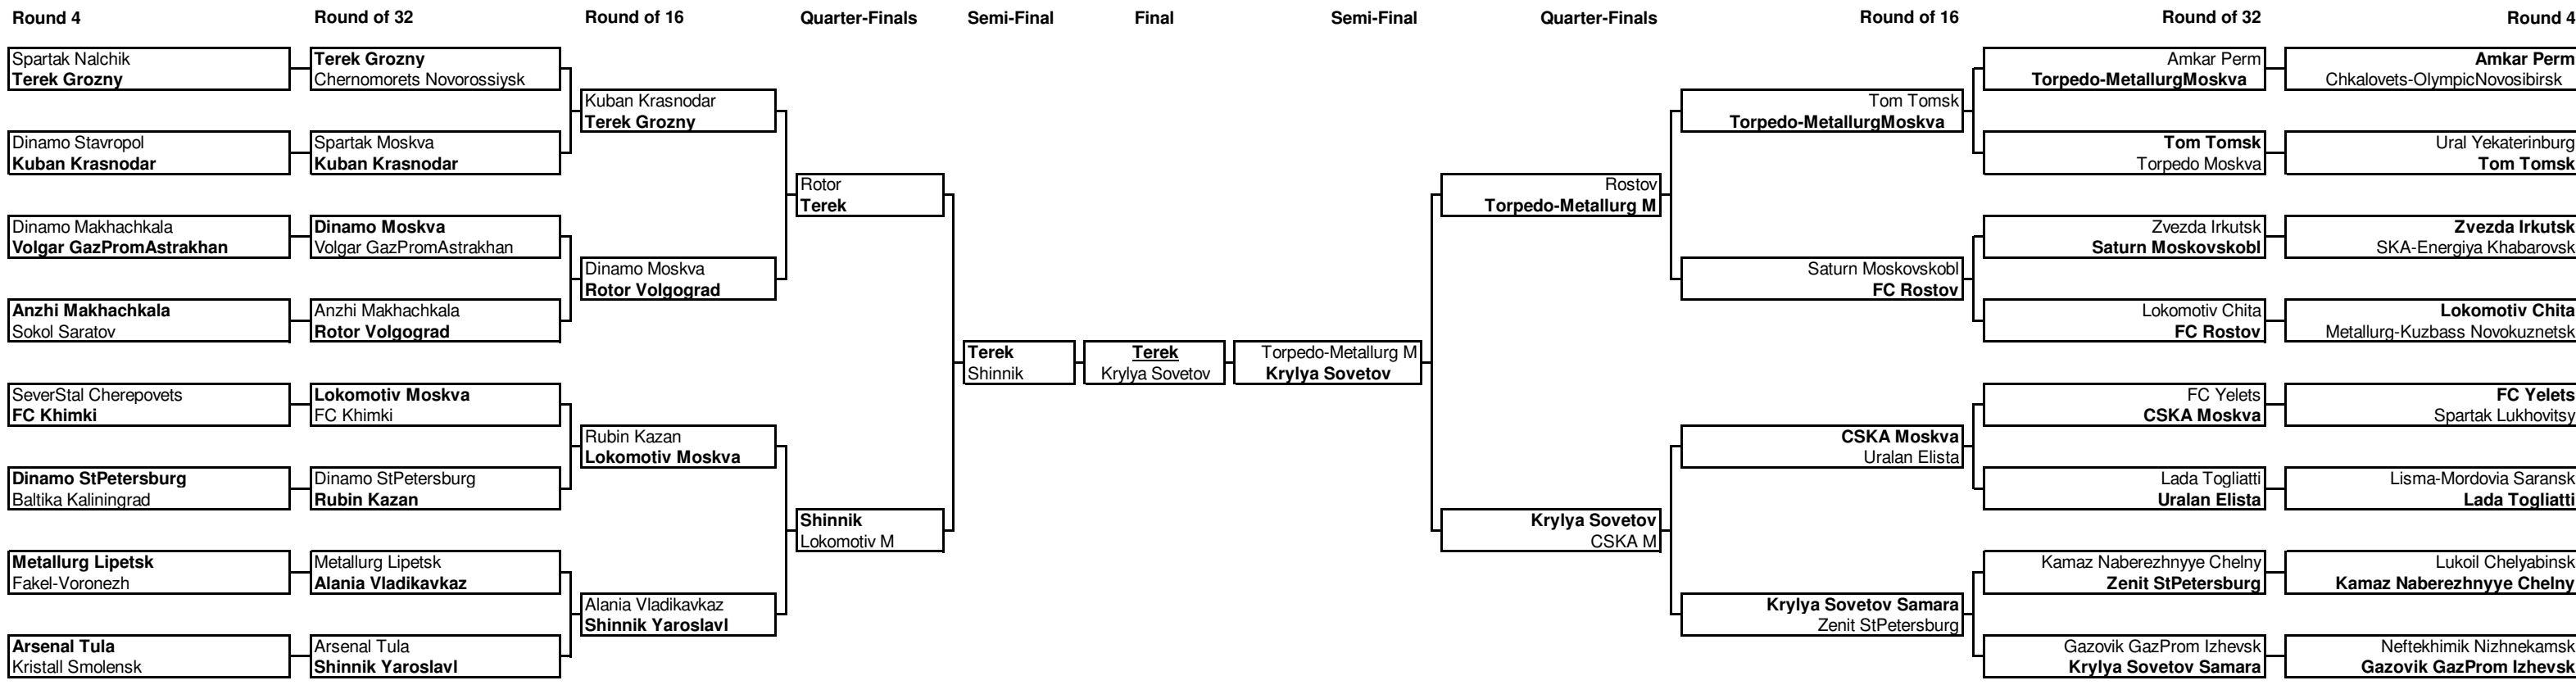 Round 4
Round of 32
Round of 16
Quarter-Finals
Semi-Final
Final
Semi-Final
Quarter-Finals
Round of 16
Round of 32
Round 4
Spartak Nalchik
Terek Grozny
Dinamo Stavropol
Kuban Krasnodar
Dinamo Makhachkala
Volgar GazPromAstrakhan
Anzhi Makhachkala
Sokol Saratov
SeverStal Cherepovets
FC Khimki
Dinamo StPetersburg
Baltika Kaliningrad
Metallurg Lipetsk
Fakel-Voronezh
Arsenal Tula
Kristall Smolensk
Terek Grozny
Chernomorets Novorossiysk
Spartak Moskva
Kuban Krasnodar
Dinamo Moskva
Volgar GazPromAstrakhan
Anzhi Makhachkala
Rotor Volgograd
Lokomotiv Moskva
FC Khimki
Dinamo StPetersburg
Rubin Kazan
Metallurg Lipetsk
Alania Vladikavkaz
Arsenal Tula
Shinnik Yaroslavl
Kuban Krasnodar
Terek Grozny
Dinamo Moskva
Rotor Volgograd
Rubin Kazan
Lokomotiv Moskva
Alania Vladikavkaz
Shinnik Yaroslavl
Rotor
Terek
Shinnik
Lokomotiv M
Terek
Shinnik
Terek
Krylya Sovetov
Torpedo-Metallurg M
Krylya Sovetov
Rostov
Torpedo-Metallurg M
Krylya Sovetov
CSKA M
Tom Tomsk
Torpedo-MetallurgMoskva
Saturn Moskovskobl
FC Rostov
CSKA Moskva
Uralan Elista
Krylya Sovetov Samara
Zenit StPetersburg
Amkar Perm
Torpedo-MetallurgMoskva
Tom Tomsk
Torpedo Moskva
Zvezda Irkutsk
Saturn Moskovskobl
Lokomotiv Chita
FC Rostov
FC Yelets
CSKA Moskva
Lada Togliatti
Uralan Elista
Kamaz Naberezhnyye Chelny
Zenit StPetersburg
Gazovik GazProm Izhevsk
Krylya Sovetov Samara
Amkar Perm
Chkalovets-OlympicNovosibirsk
Ural Yekaterinburg
Tom Tomsk
Zvezda Irkutsk
SKA-Energiya Khabarovsk
Lokomotiv Chita
Metallurg-Kuzbass Novokuznetsk
FC Yelets
Spartak Lukhovitsy
Lisma-Mordovia Saransk
Lada Togliatti
Lukoil Chelyabinsk
Kamaz Naberezhnyye Chelny
Neftekhimik Nizhnekamsk
Gazovik GazProm Izhevsk